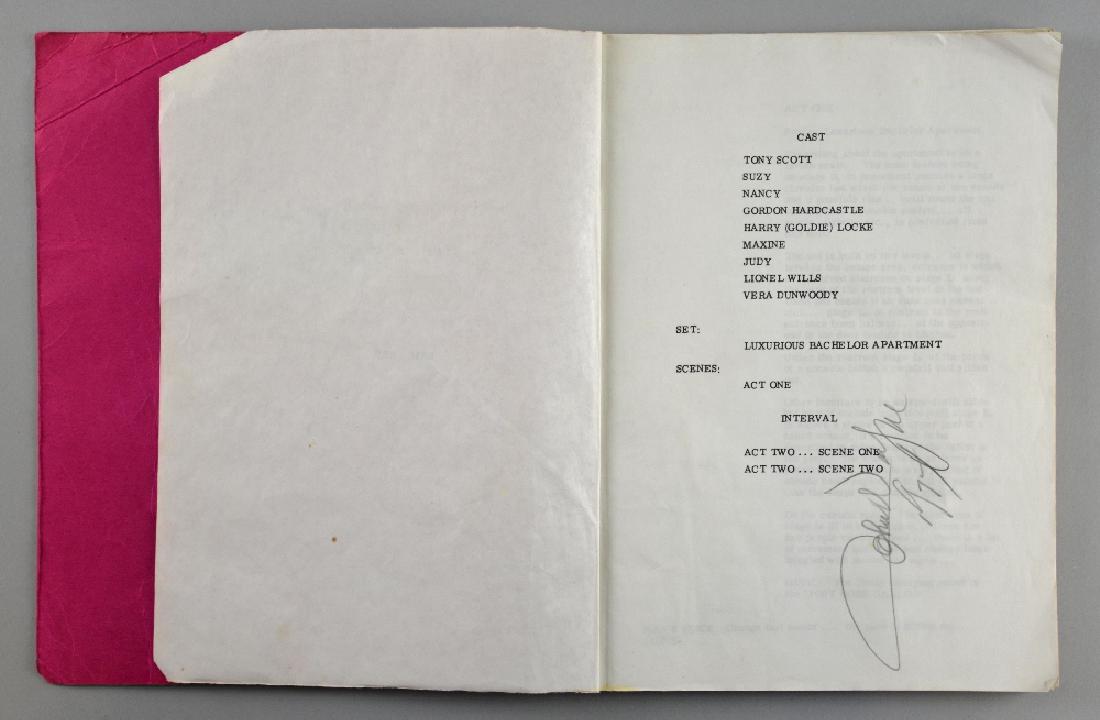 CAST
TONY SCOTT
SUZY
NANCY
GORDON HARDCASTLE
HARRY (GOLDIE) LOCKE
MAXINE
JUDY
LIONEL WILLS
VERA DUNWOODY
SET:
LUXURIOUS BACHELOR APARTMENT
SCENES:
ACT ONE
INTERVAL
ACT TWO ... SCENE ONE
ACT TWO ... SCENE TWO